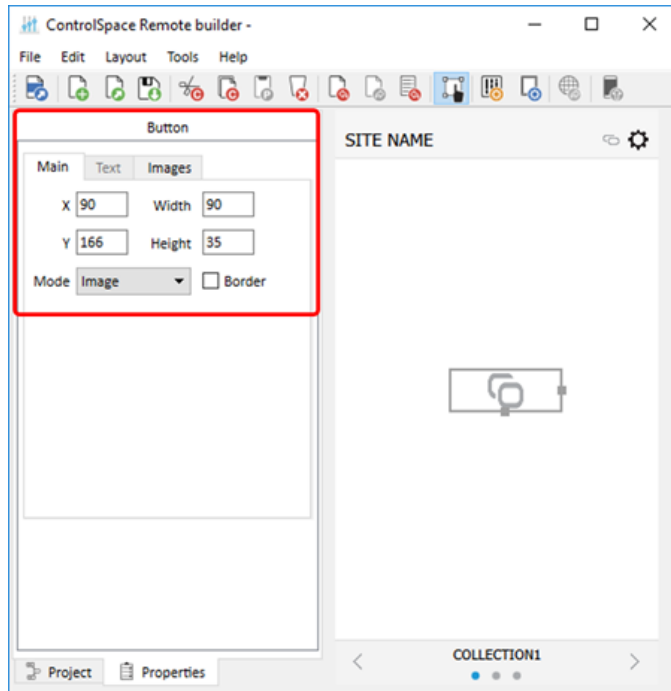 ControlSpace Remote builder -
File Edit Layout Tools Help
Button
Main Text Images
X 90 Width 90
Y 166 Height 35
Mode Image Border
SITE NAME
COLLECTION1
Project Properties